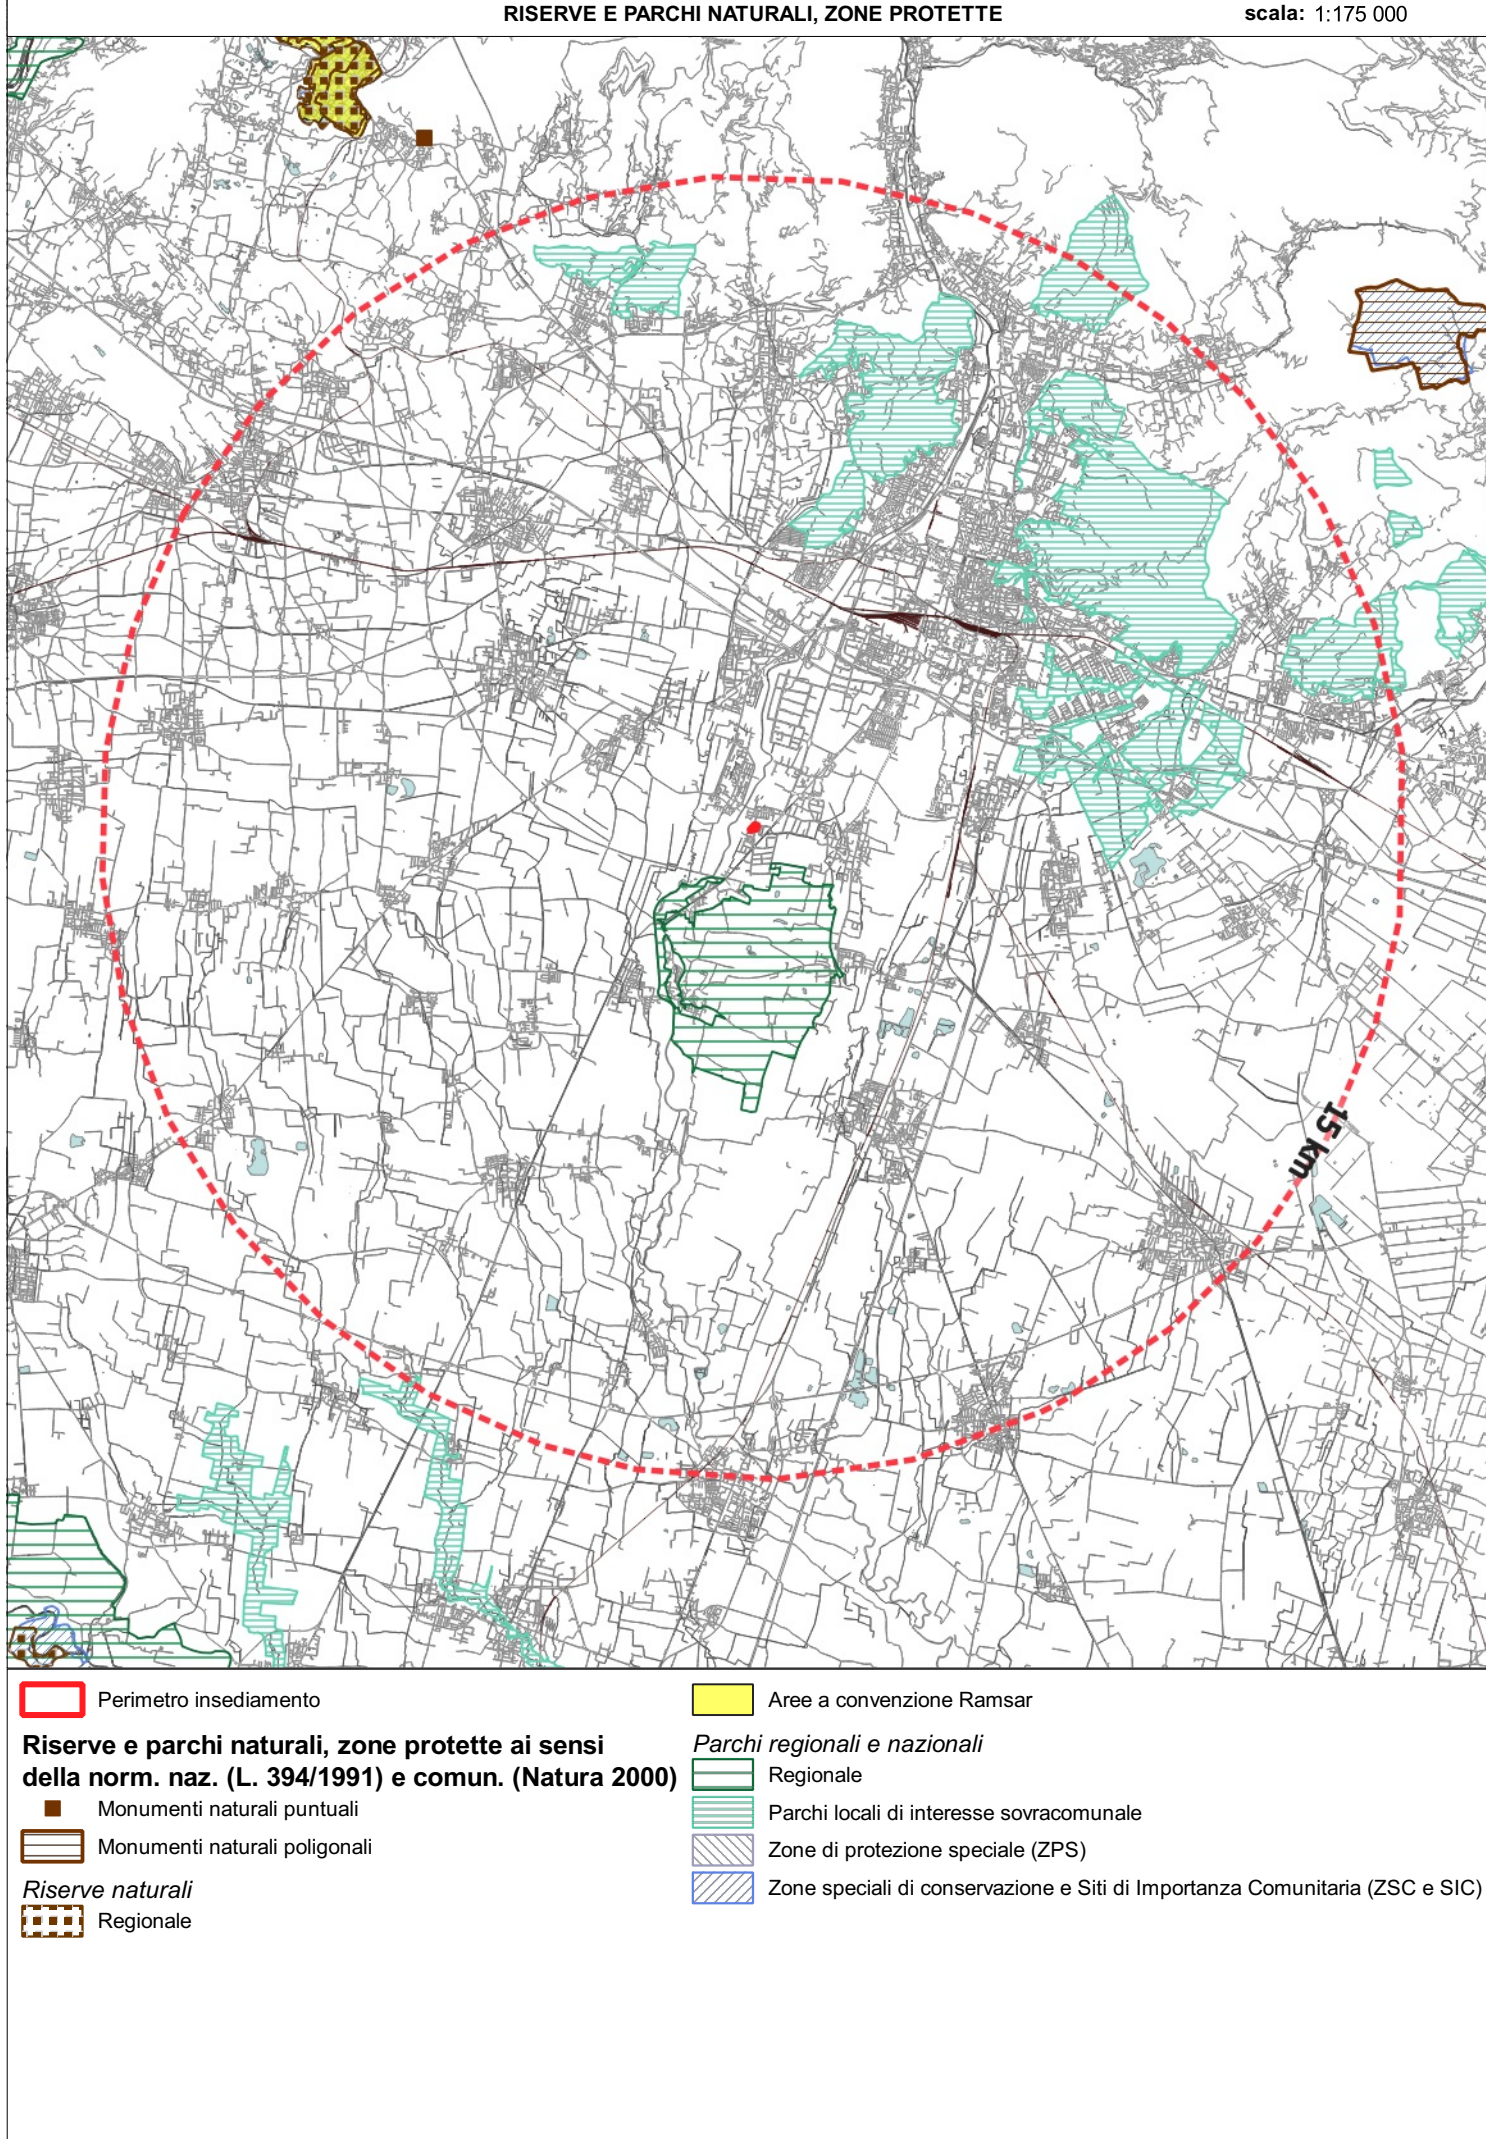 RISERVE E PARCHI NATURALI, ZONE PROTETTE
scala: 1:175 000
15 km
Perimetro insediamento
Riserve e parchi naturali, zone protette ai sensi
della norm. naz. (L. 394/1991) e comun. (Natura 2000)
Monumenti naturali puntuali
Monumenti naturali poligonali
Riserve naturali
Regionale
Aree a convenzione Ramsar
Parchi regionali e nazionali
Regionale
Parchi locali di interesse sovracomunale
Zone di protezione speciale (ZPS)
Zone speciali di conservazione e Siti di Importanza Comunitaria (ZSC e SIC)